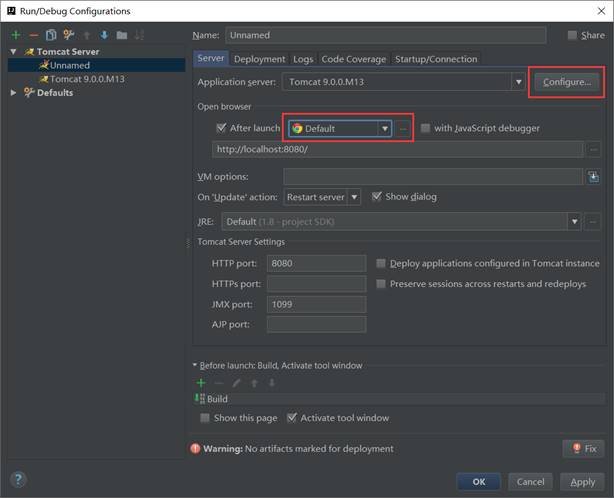 Run/Debug Configurations
Name: Unnamed
Share
Tomcat Server
Unnamed
Tomcat 9.0.0.M13
Defaults
Server Deployment Logs Code Coverage Startup/Connection
Application server: Tomcat 9.0.0.M13 Configure...
Open browser
After launch Default ... with JavaScript debugger
http://localhost:8080/ ...
VM options:
On 'Update' action: Restart server Show dialog
JRE: Default (1.8 - project SDK) ...
Tomcat Server Settings
HTTP port: 8080 Deploy applications configured in Tomcat instance
HTTPs port: Preserve sessions across restarts and redeploys
JMX port: 1099
AJP port:
Before launch: Build, Activate tool window
Build
Show this page Activate tool window
Warning: No artifacts marked for deployment Fix
? OK Cancel Apply